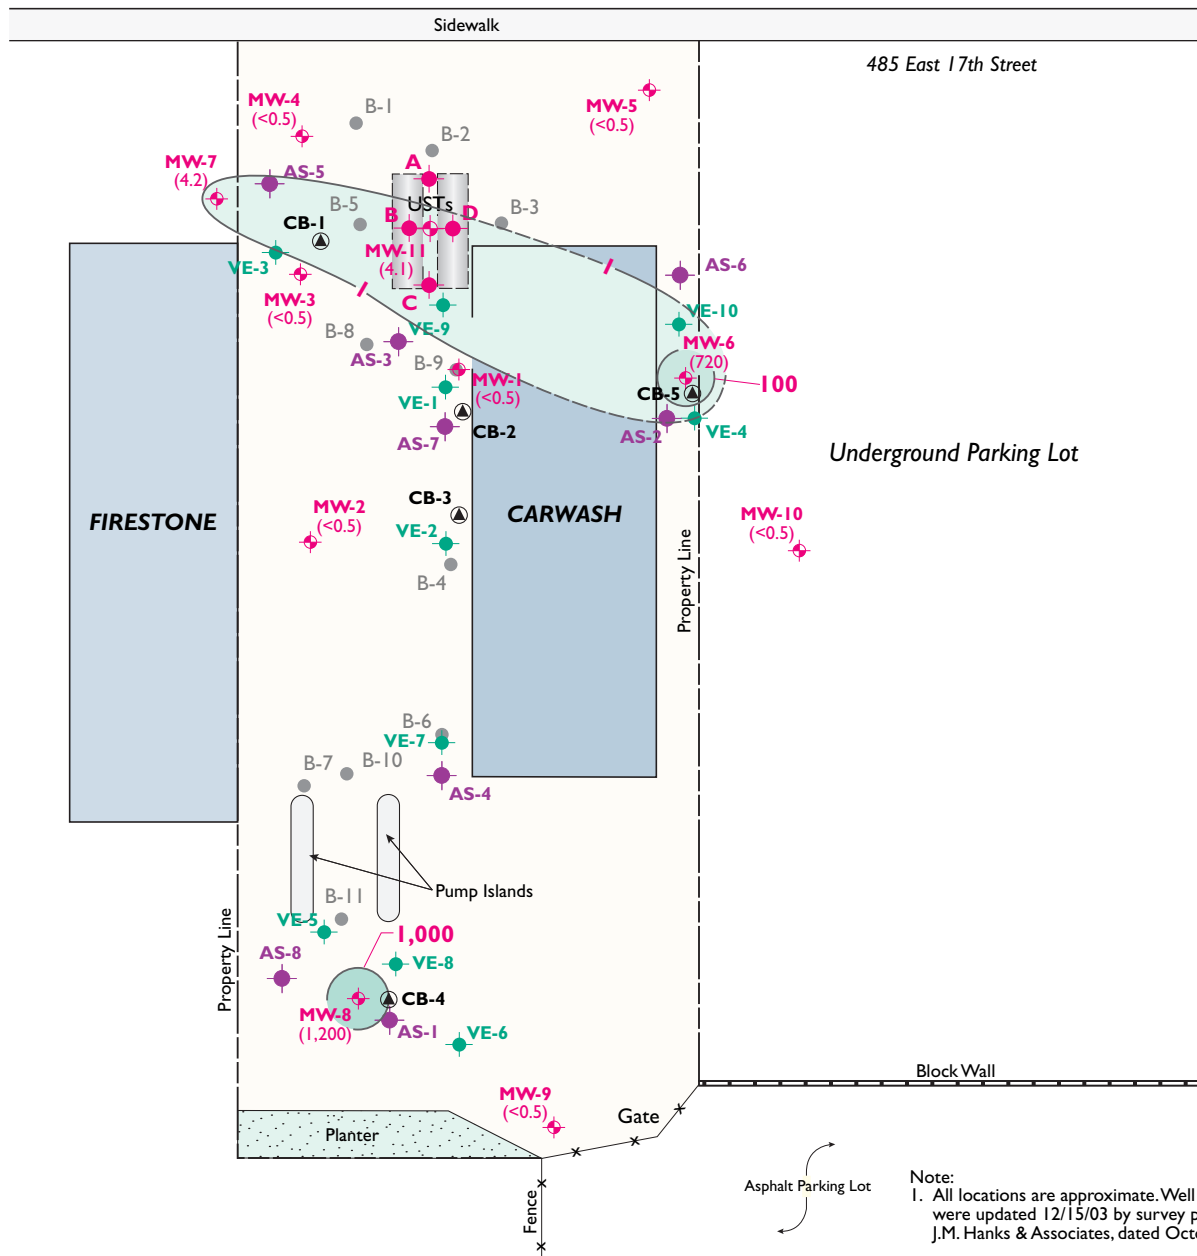 Sidewalk
485 East 17th Street
MW-4
(<0.5)
B-1
MW-5
(<0.5)
B-2
MW-7
(4.2)
AS-5
A
USTs
B-5
B
D
B-3
CB-1
MW-11
(4.1)
VE-3
AS-6
MW-3
(<0.5)
C
VE-10
B-8
VE-9
AS-3
MW-6
(720)
B-9
MW-1
(<0.5)
100
CB-5
VE-1
AS-7
CB-2
AS-2
VE-4
Underground Parking Lot
CB-3
MW-2
(<0.5)
FIRESTONE
CARWASH
MW-10
(<0.5)
VE-2
B-4
Property Line
B-6
VE-7
B-7
B-10
AS-4
Pump Islands
B-11
VE-5
Property Line
1,000
AS-8
VE-8
CB-4
MW-8
(1,200)
AS-1
VE-6
Block Wall
MW-9
(<0.5)
Gate
Planter
Fence
Asphalt Parking Lot
Note:
1. All locations are approximate. Well
were updated 12/15/03 by survey p
J.M. Hanks & Associates, dated Octo
I
I